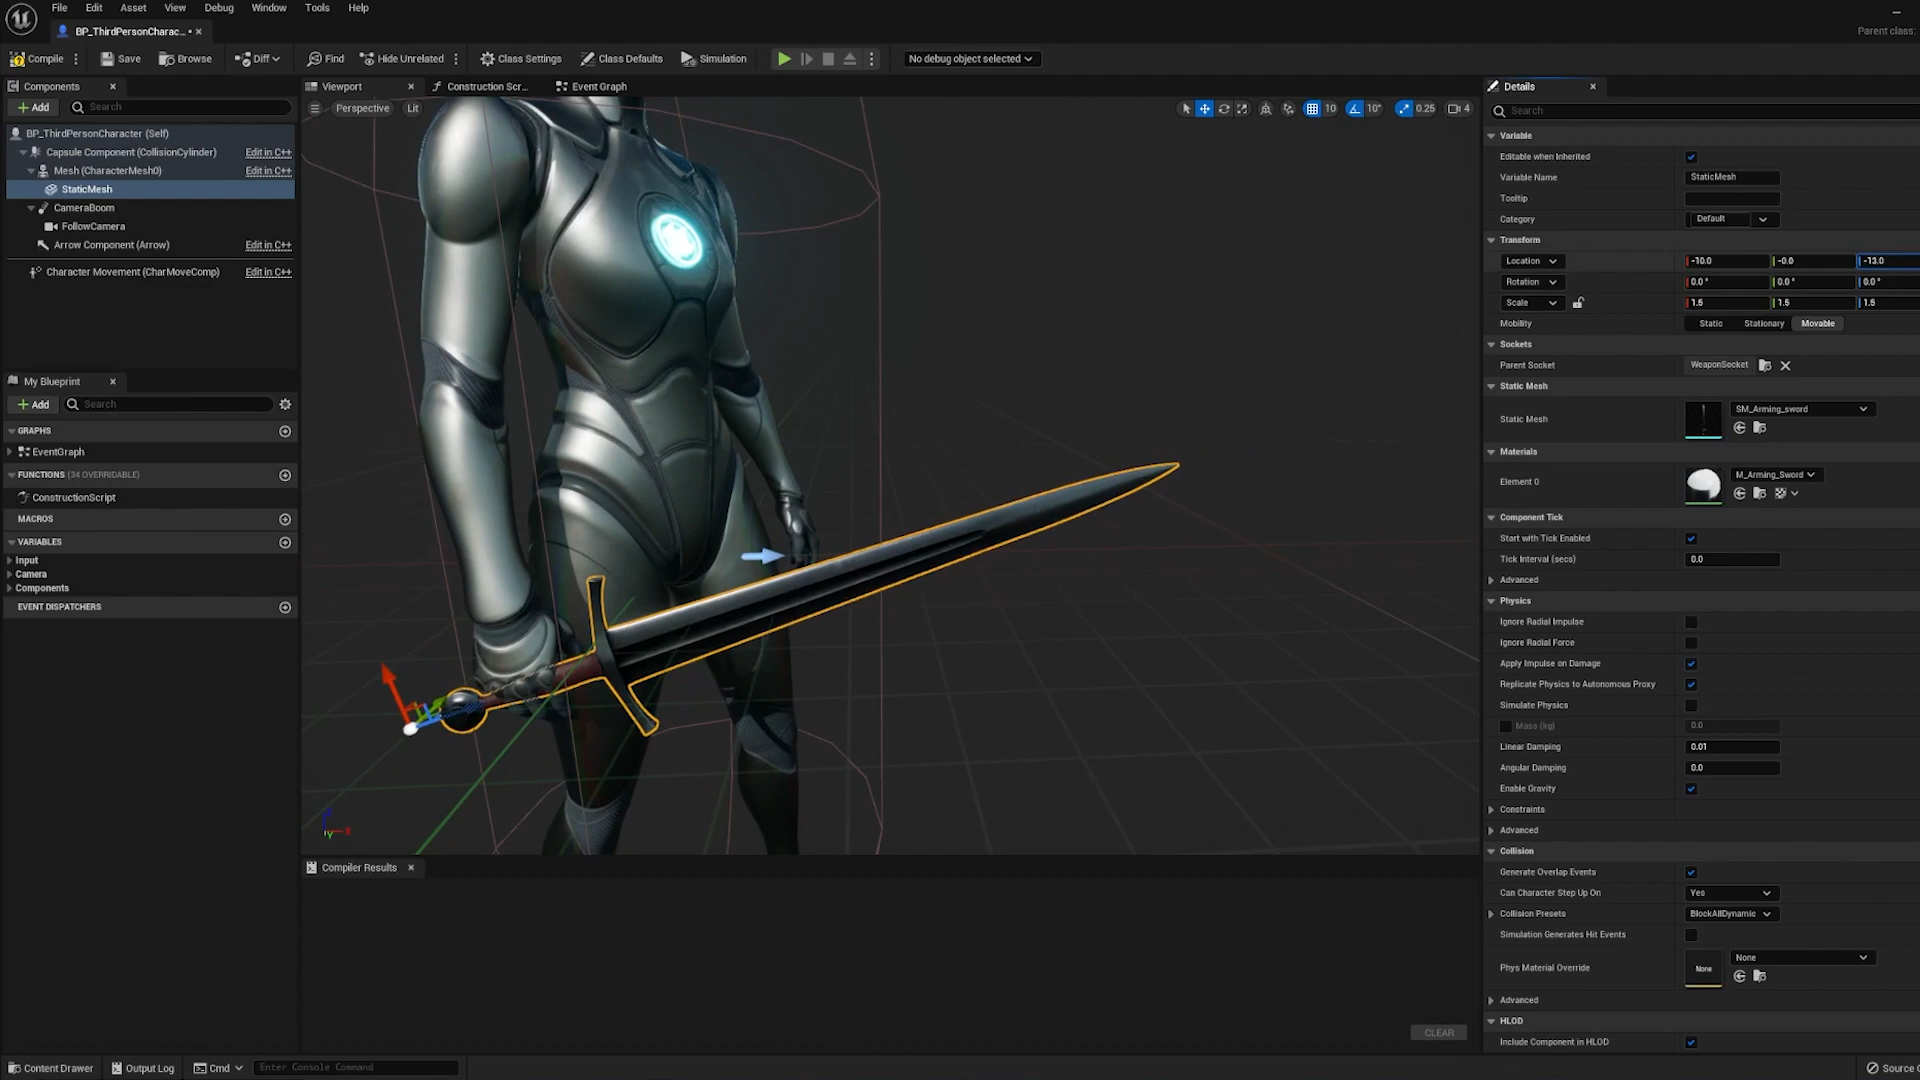 File Edit Asset View Debug Window Tools Help
BP_ThirdPersonCharac...
Parent class:
Compile Save Browse Diff Find Hide Unrelated Class Settings Class Defaults Simulation No debug object selected
Components
Add Search
BP_ThirdPersonCharacter (Self)
Capsule Component (CollisionCylinder) Edit in C++
Mesh (CharacterMesh0) Edit in C++
StaticMesh
CameraBoom
FollowCamera
Arrow Component (Arrow) Edit in C++
Character Movement (CharMoveComp) Edit in C++
My Blueprint
Add Search
GRAPHS
EventGraph
FUNCTIONS (34 OVERRIDABLE)
ConstructionScript
MACROS
VARIABLES
Input
Camera
Components
EVENT DISPATCHERS
Viewport Construction Scr... Event Graph
Perspective Lit 10 10° 0.25 4
X
Y
Compiler Results
CLEAR
Details
Search
Variable
Editable when Inherited
Variable Name StaticMesh
Tooltip
Category Default
Transform
Location -10.0 -0.0 -13.0
Rotation 0.0° 0.0° 0.0°
Scale 1.5 1.5 1.5
Mobility Static Stationary Movable
Sockets
Parent Socket WeaponSocket
Static Mesh
Static Mesh SM_Arming_sword
Materials
Element 0 M_Arming_Sword
Component Tick
Start with Tick Enabled
Tick Interval (secs) 0.0
Advanced
Physics
Ignore Radial Impulse
Ignore Radial Force
Apply Impulse on Damage
Replicate Physics to Autonomous Proxy
Simulate Physics
Mass (kg) 0.0
Linear Damping 0.01
Angular Damping 0.0
Enable Gravity
Constraints
Advanced
Collision
Generate Overlap Events
Can Character Step Up On Yes
Collision Presets BlockAllDynamic
Simulation Generates Hit Events
Phys Material Override None None
Advanced
HLOD
Include Component in HLOD
Content Drawer Output Log Cmd Enter Console Command Source